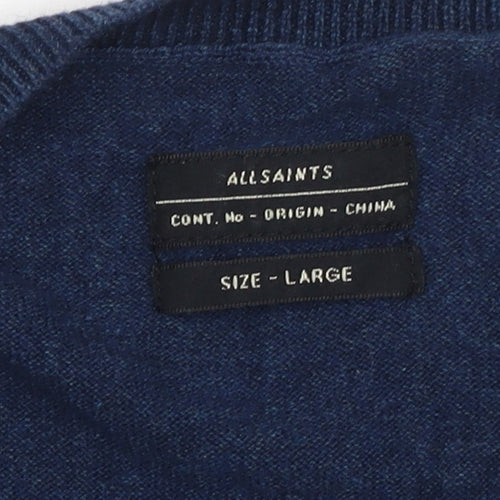 ALLSAINTS
CONT. No - ORIGIN - CHINA
SIZE - LARGE